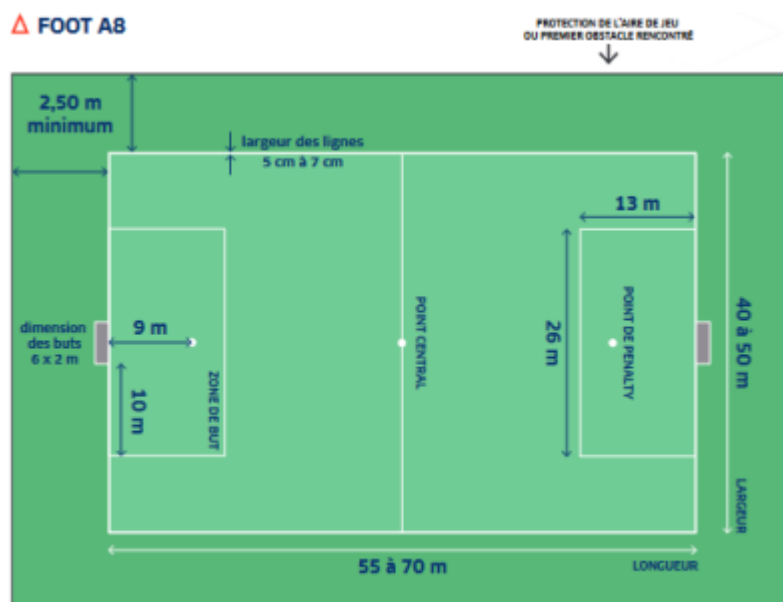 FOOT A8
PROTECTION DE L'AIRE DE JEU
OU PREMIER OBSTACLE RENCONTRÉ
2,50 m
minimum
largeur des lignes
5 cm à 7 cm
13 m
dimension
des buts
6 x 2 m
9 m
10 m
ZONE DE BUT
POINT CENTRAL
26 m
POINT DE PENALTY
40 à 50 m
LARGEUR
55 à 70 m
LONGUEUR